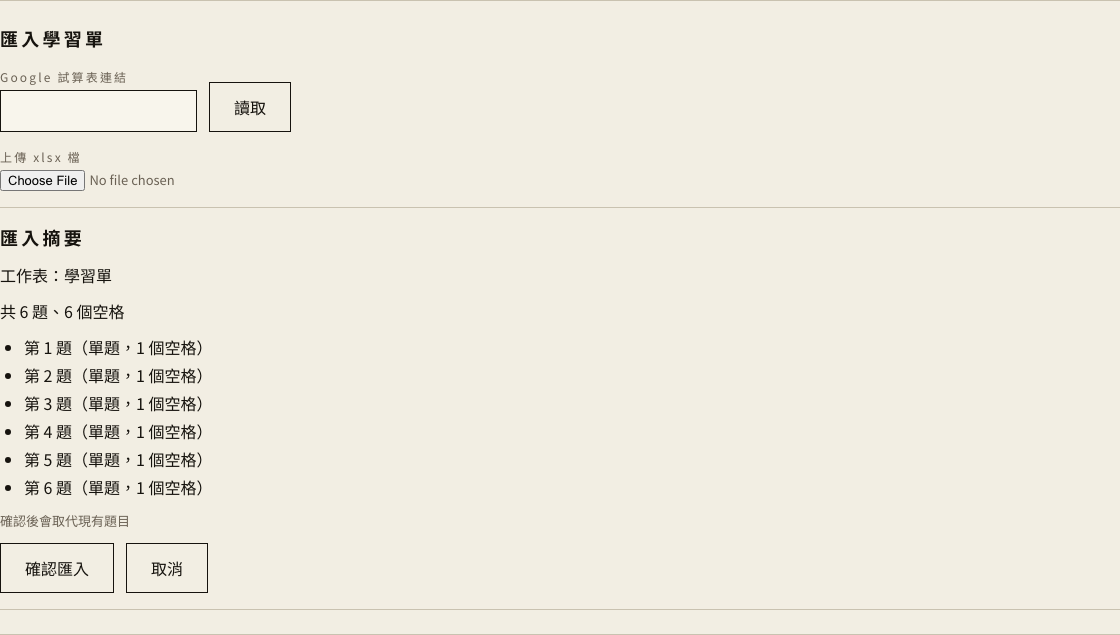 匯入學習單
Google 試算表連結
讀取
上傳 xlsx 檔
Choose File No file chosen
匯入摘要
工作表：學習單
共 6 題、6 個空格
第 1 題（單題，1 個空格）
第 2 題（單題，1 個空格）
第 3 題（單題，1 個空格）
第 4 題（單題，1 個空格）
第 5 題（單題，1 個空格）
第 6 題（單題，1 個空格）
確認後會取代現有題目
確認匯入 取消